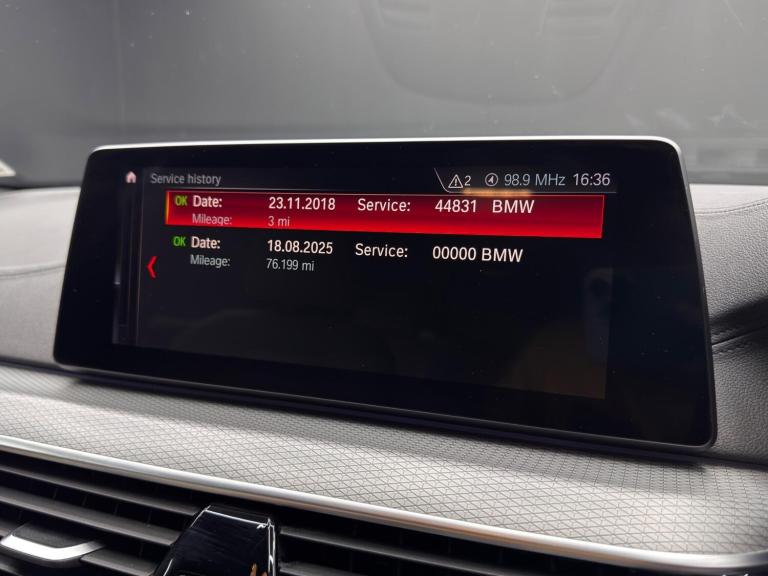 Service history 2 98.9 MHz 16:36
OK Date: 23.11.2018 Service: 44831 BMW
Mileage: 3 mi
OK Date: 18.08.2025 Service: 00000 BMW
Mileage: 76.199 mi